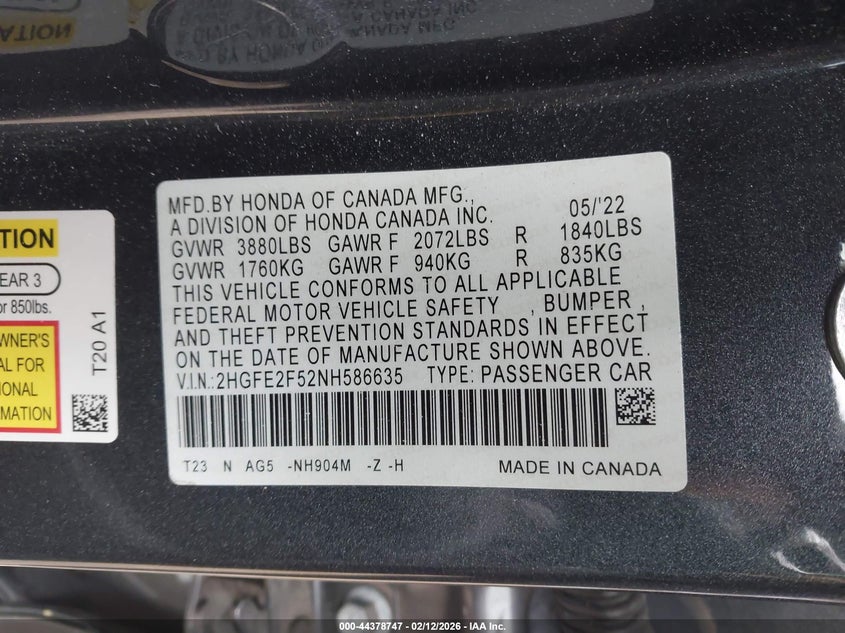 MFD.BY HONDA OF CANADA MFG.,
A DIVISION OF HONDA CANADA INC. 05/'22
GVWR 3880LBS GAWR F 2072LBS R 1840LBS
GVWR 1760KG GAWR F 940KG R 835KG
THIS VEHICLE CONFORMS TO ALL APPLICABLE
FEDERAL MOTOR VEHICLE SAFETY , BUMPER ,
AND THEFT PREVENTION STANDARDS IN EFFECT
ON THE DATE OF MANUFACTURE SHOWN ABOVE.
V.I.N.:2HGFE2F52NH586635 TYPE: PASSENGER CAR
T23 N AG5 -NH904M -Z -H MADE IN CANADA
TION
EAR 3
or 850lbs.
WNER'S
AL FOR
IONAL
MATION
T20 A1
000-44378747 - 02/12/2026 - IAA Inc.